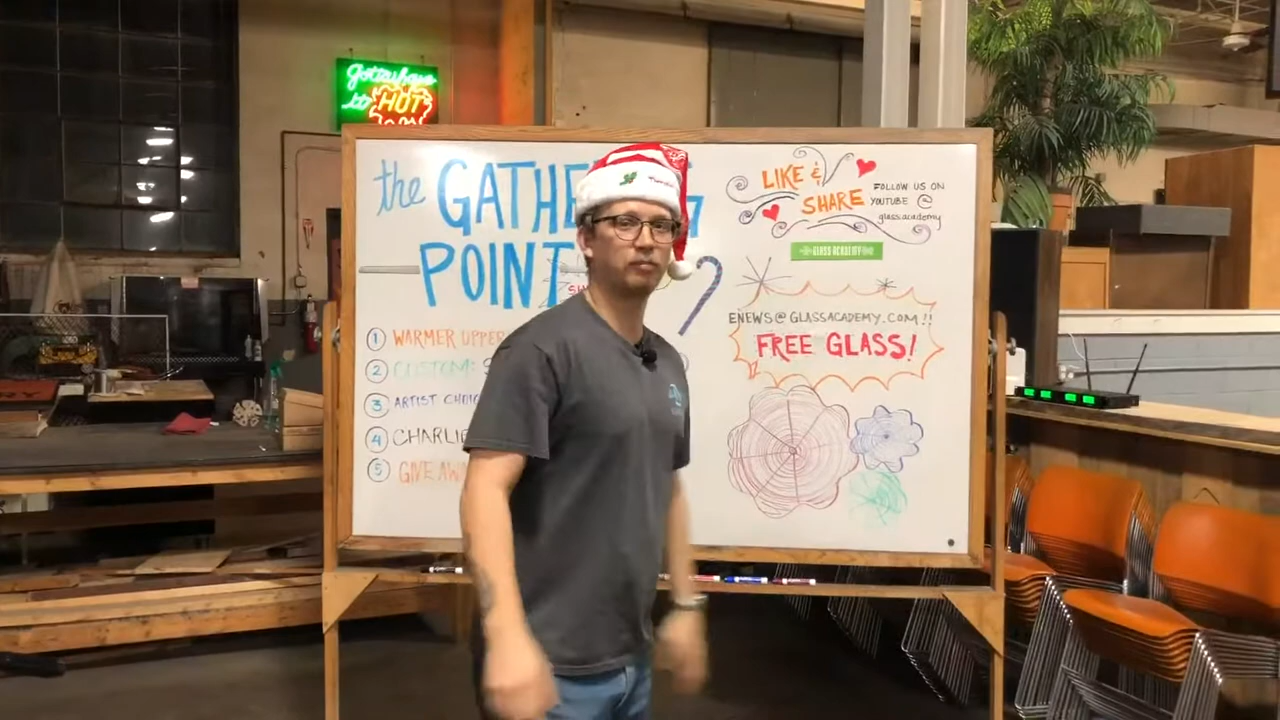 Gotta have
it HOT
the GATHE
POINT
① WARMER UPPER
② CUSTOM: S
③ ARTIST CHOIC
④ CHARLIE
⑤ GIVE AWA
LIKE &
SHARE
FOLLOW US ON
YOUTUBE @
glassacademy
GLASS ACADEMY
ENEWS@GLASSACADEMY.COM!!
FREE GLASS!